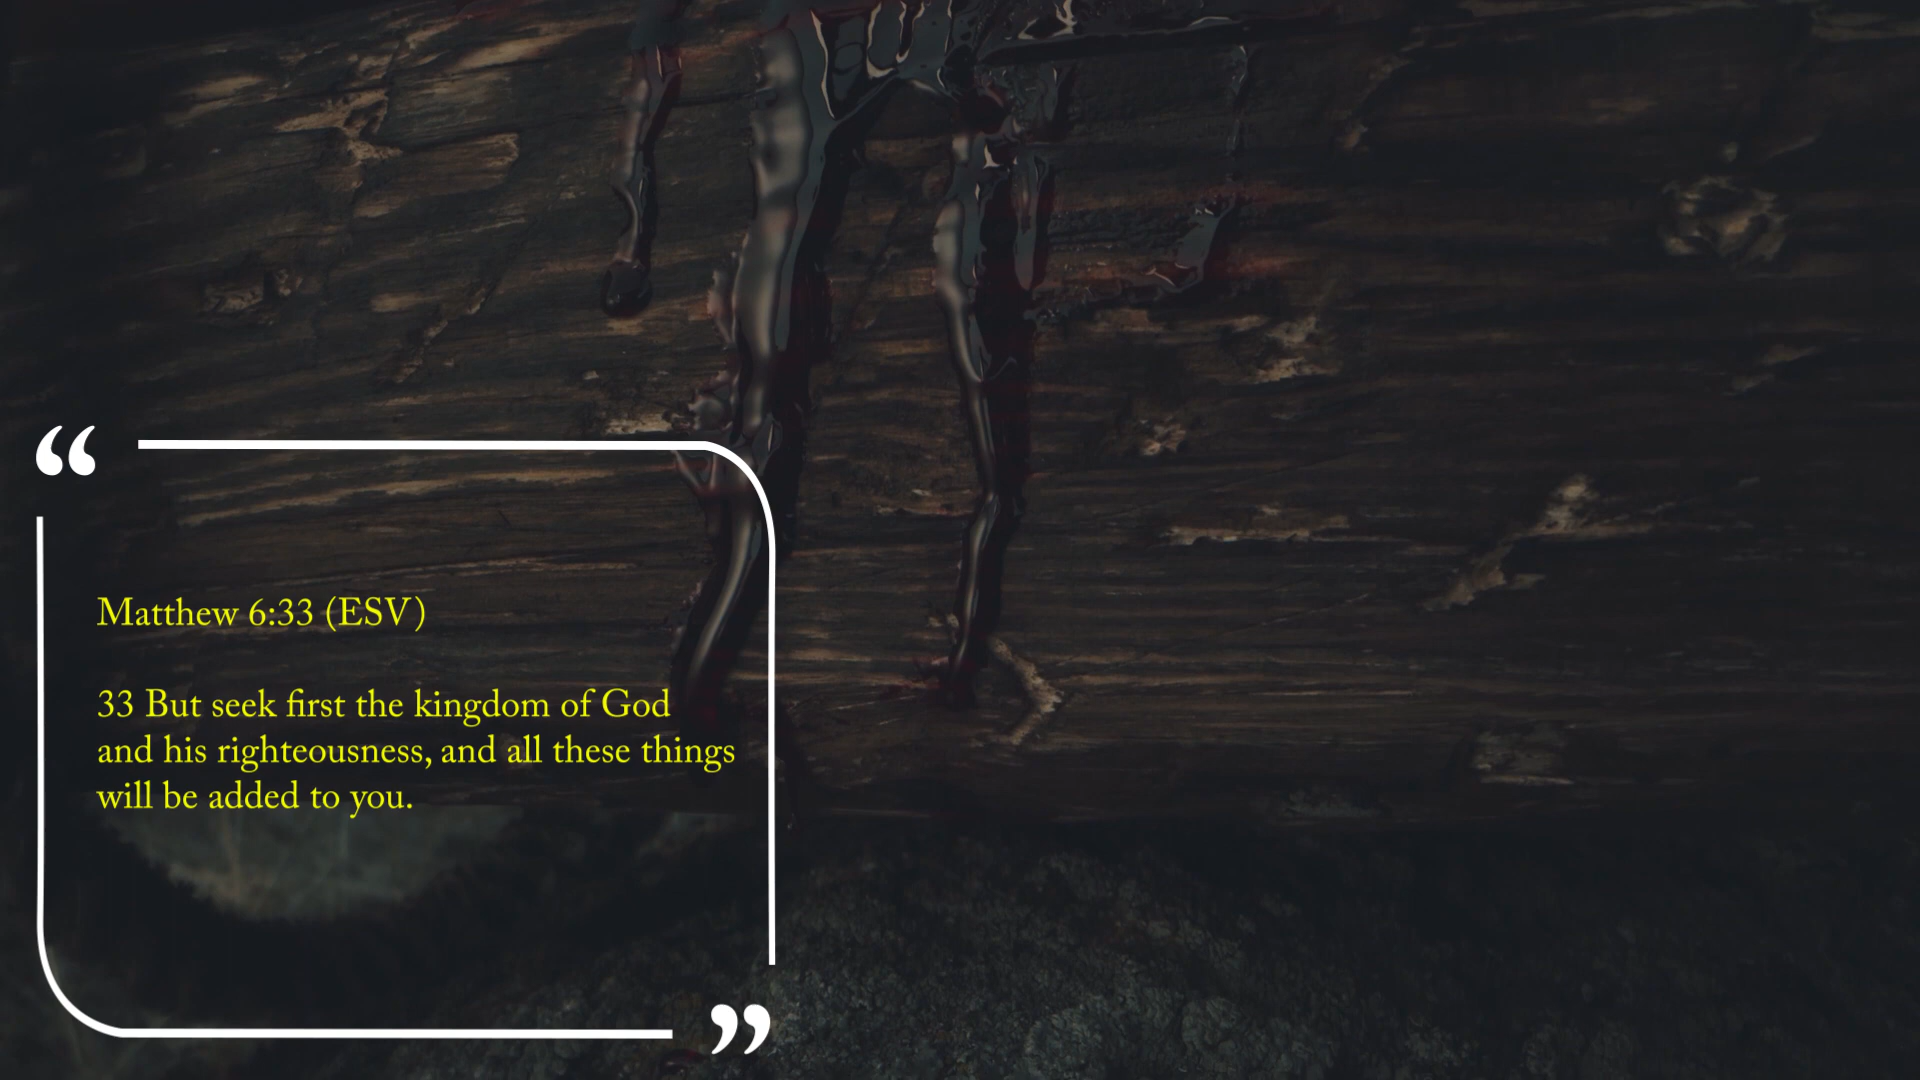 “
Matthew 6:33 (ESV)
33 But seek first the kingdom of God
and his righteousness, and all these things
will be added to you.
”